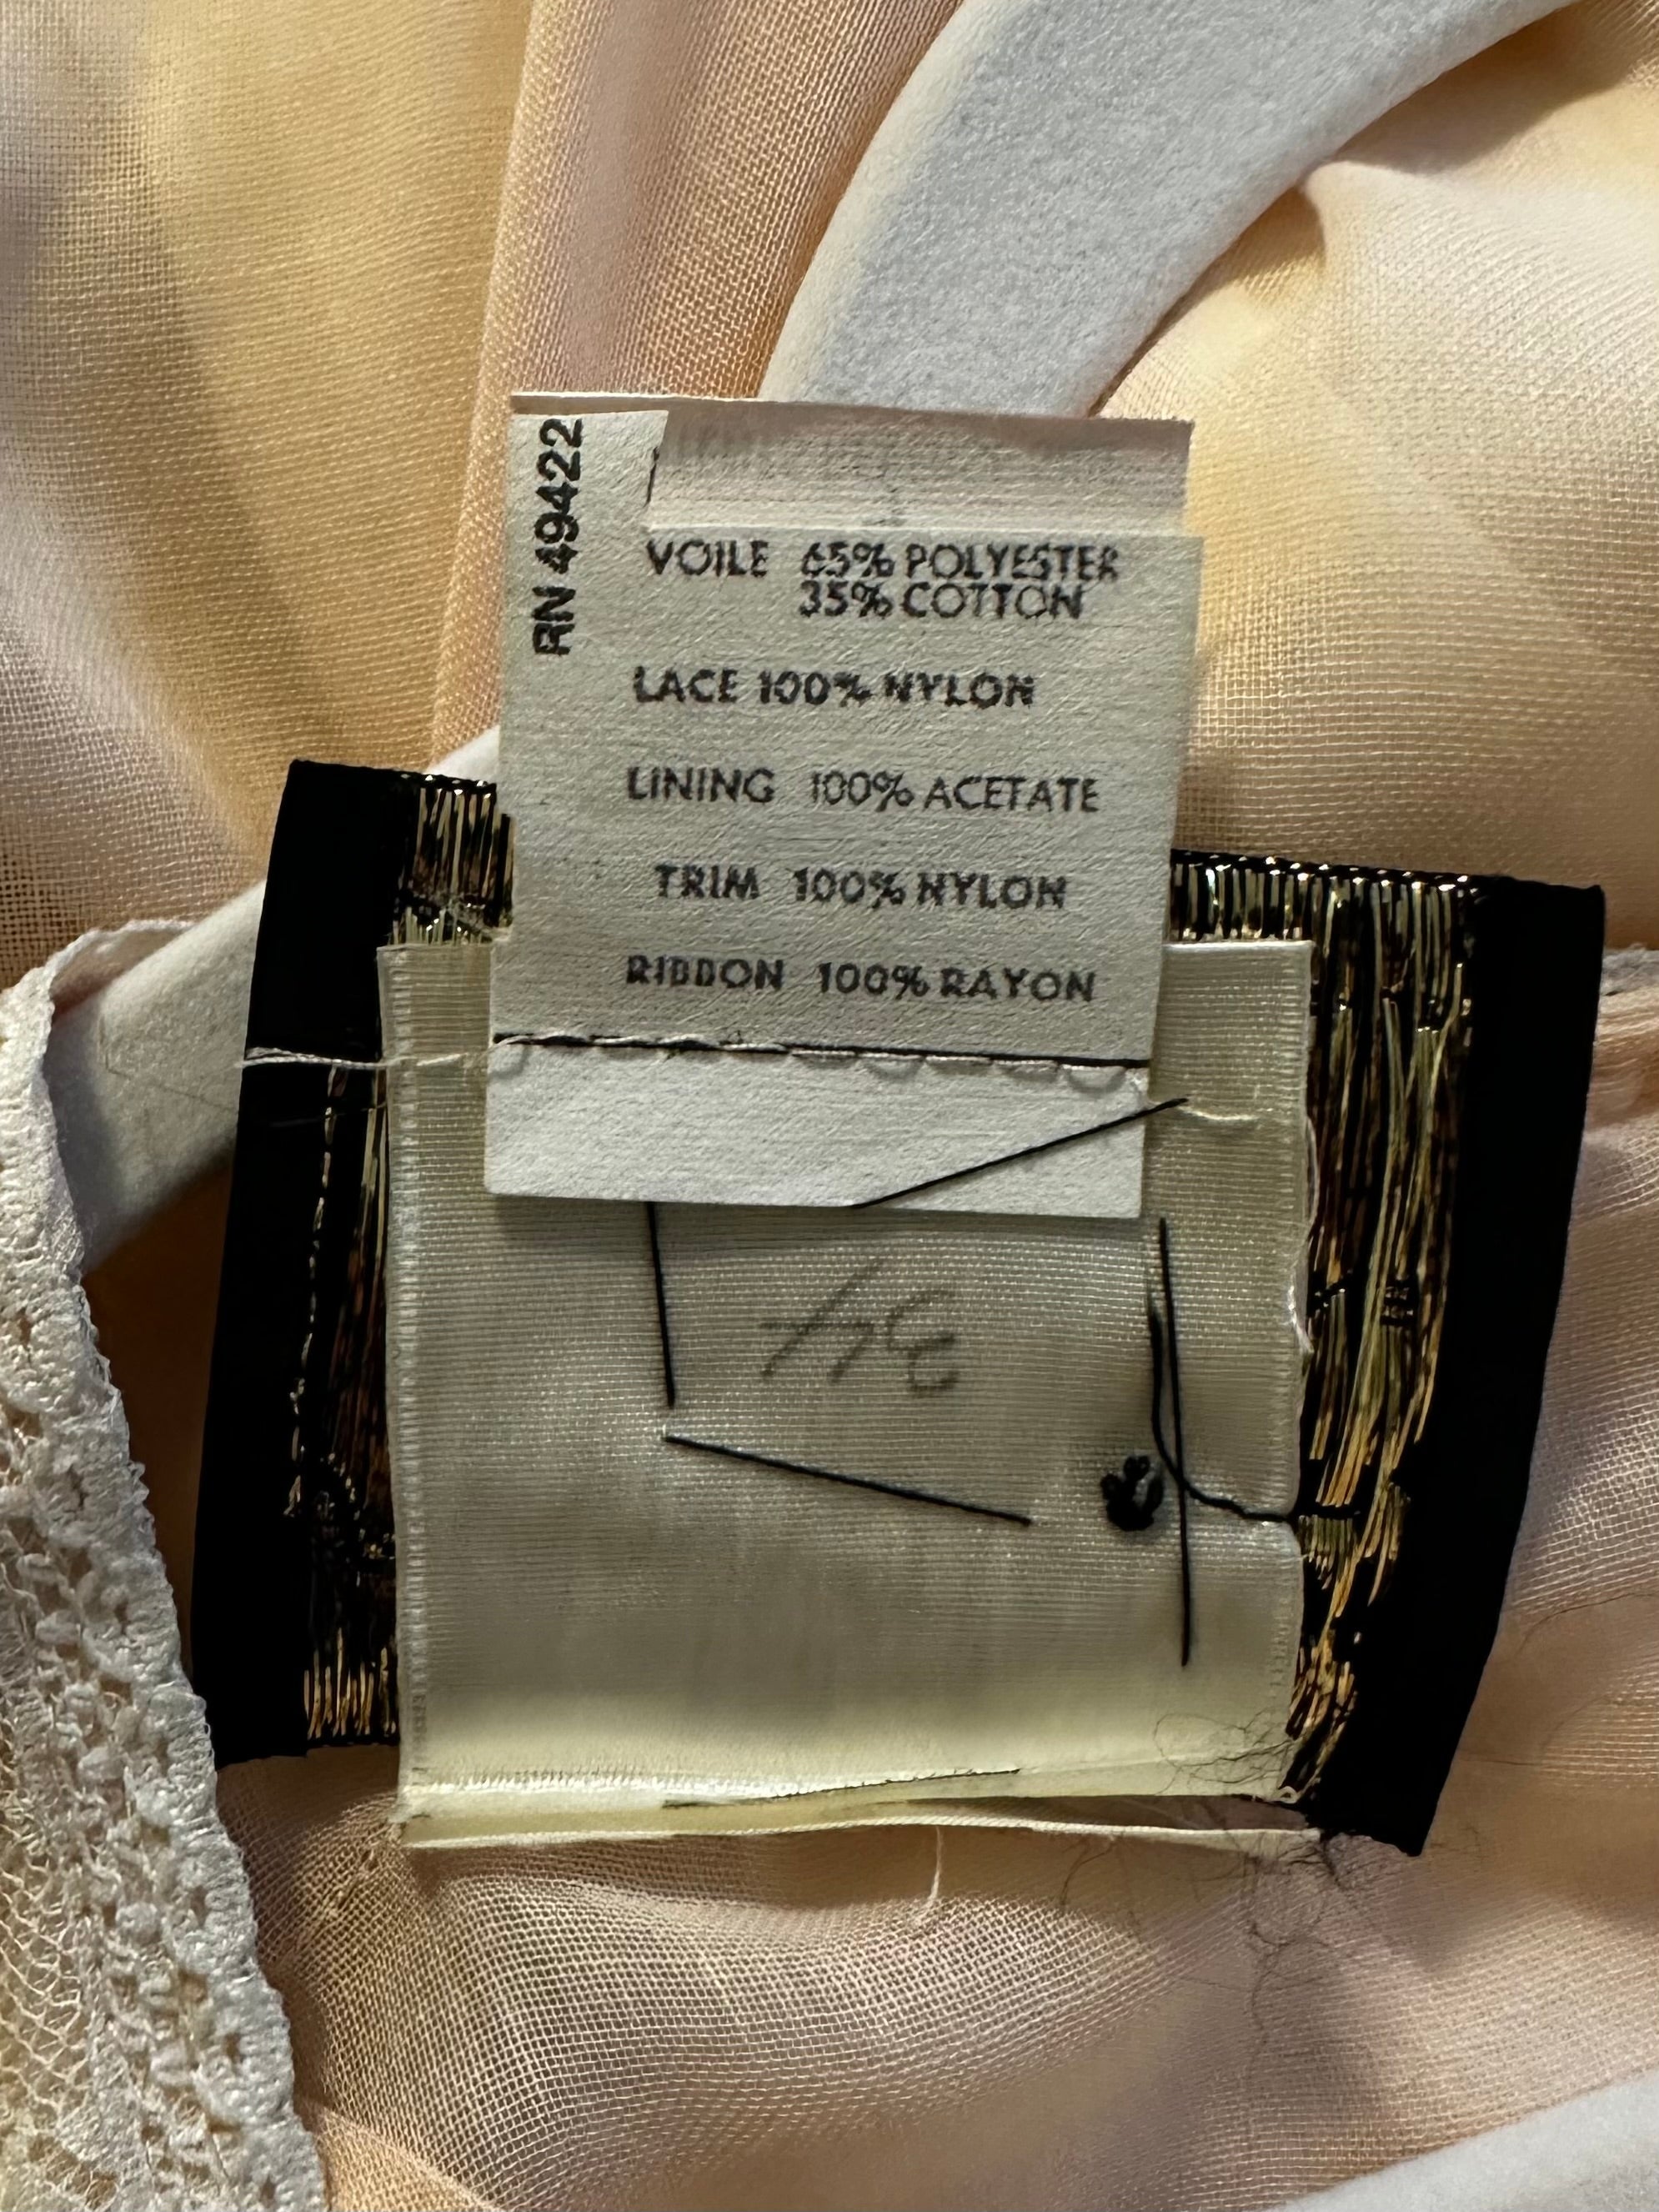 RN 49422
VOILE 65% POLYESTER
35% COTTON
LACE 100% NYLON
LINING 100% ACETATE
TRIM 100% NYLON
RIBBON 100% RAYON
34